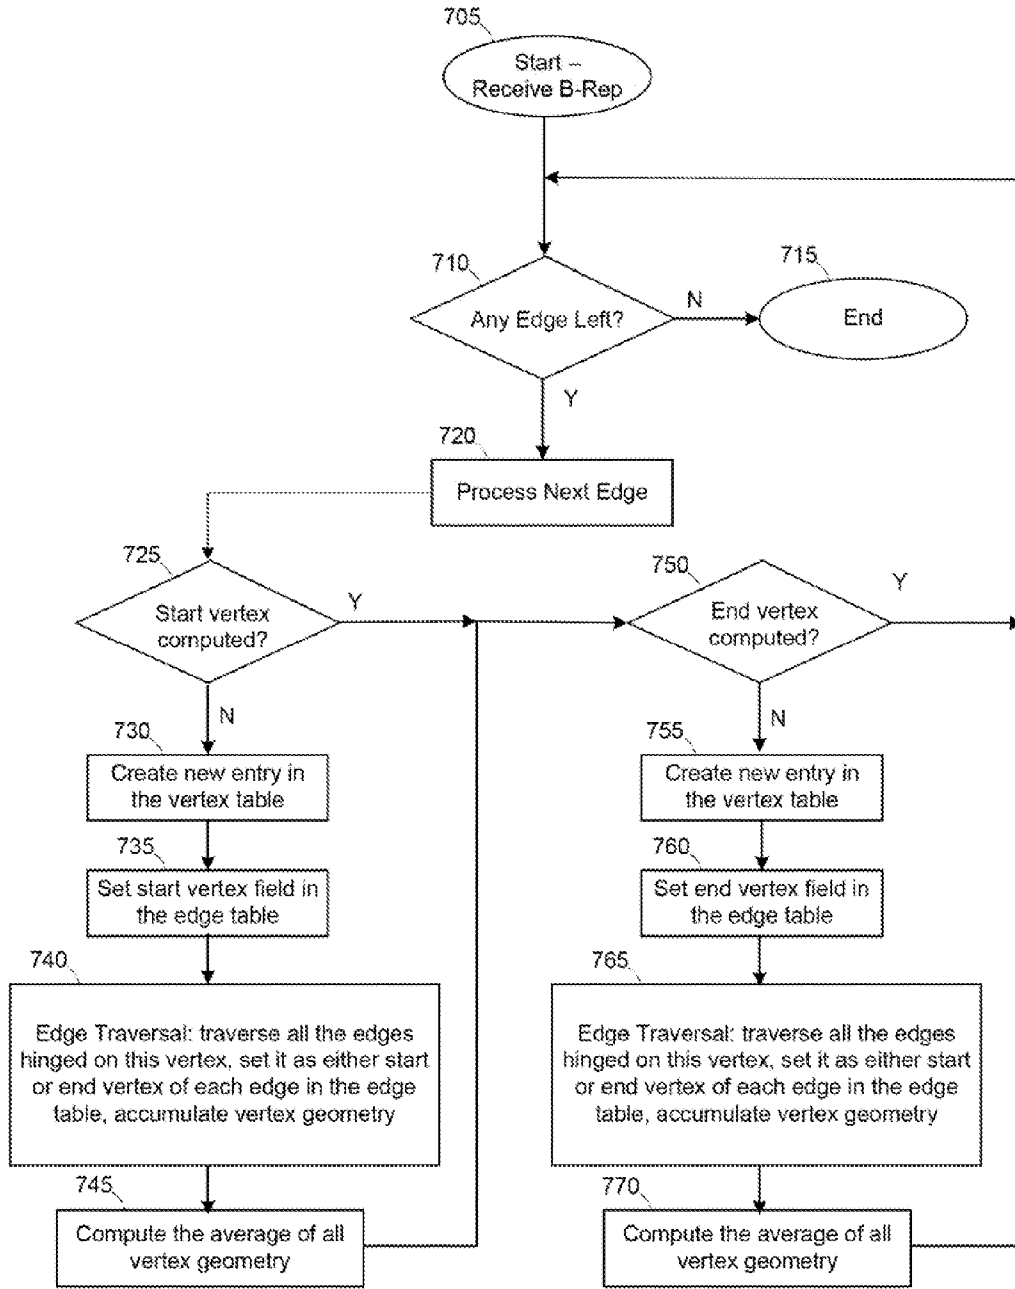 705
Start –
Receive B-Rep
710
Any Edge Left?
N
715
End
Y
720
Process Next Edge
725
Start vertex
computed?
Y
N
730
Create new entry in
the vertex table
735
Set start vertex field in
the edge table
740
Edge Traversal: traverse all the edges
hinged on this vertex, set it as either start
or end vertex of each edge in the edge
table, accumulate vertex geometry
745
Compute the average of all
vertex geometry
750
End vertex
computed?
Y
N
755
Create new entry in
the vertex table
760
Set end vertex field in
the edge table
765
Edge Traversal: traverse all the edges
hinged on this vertex, set it as either start
or end vertex of each edge in the edge
table, accumulate vertex geometry
770
Compute the average of all
vertex geometry